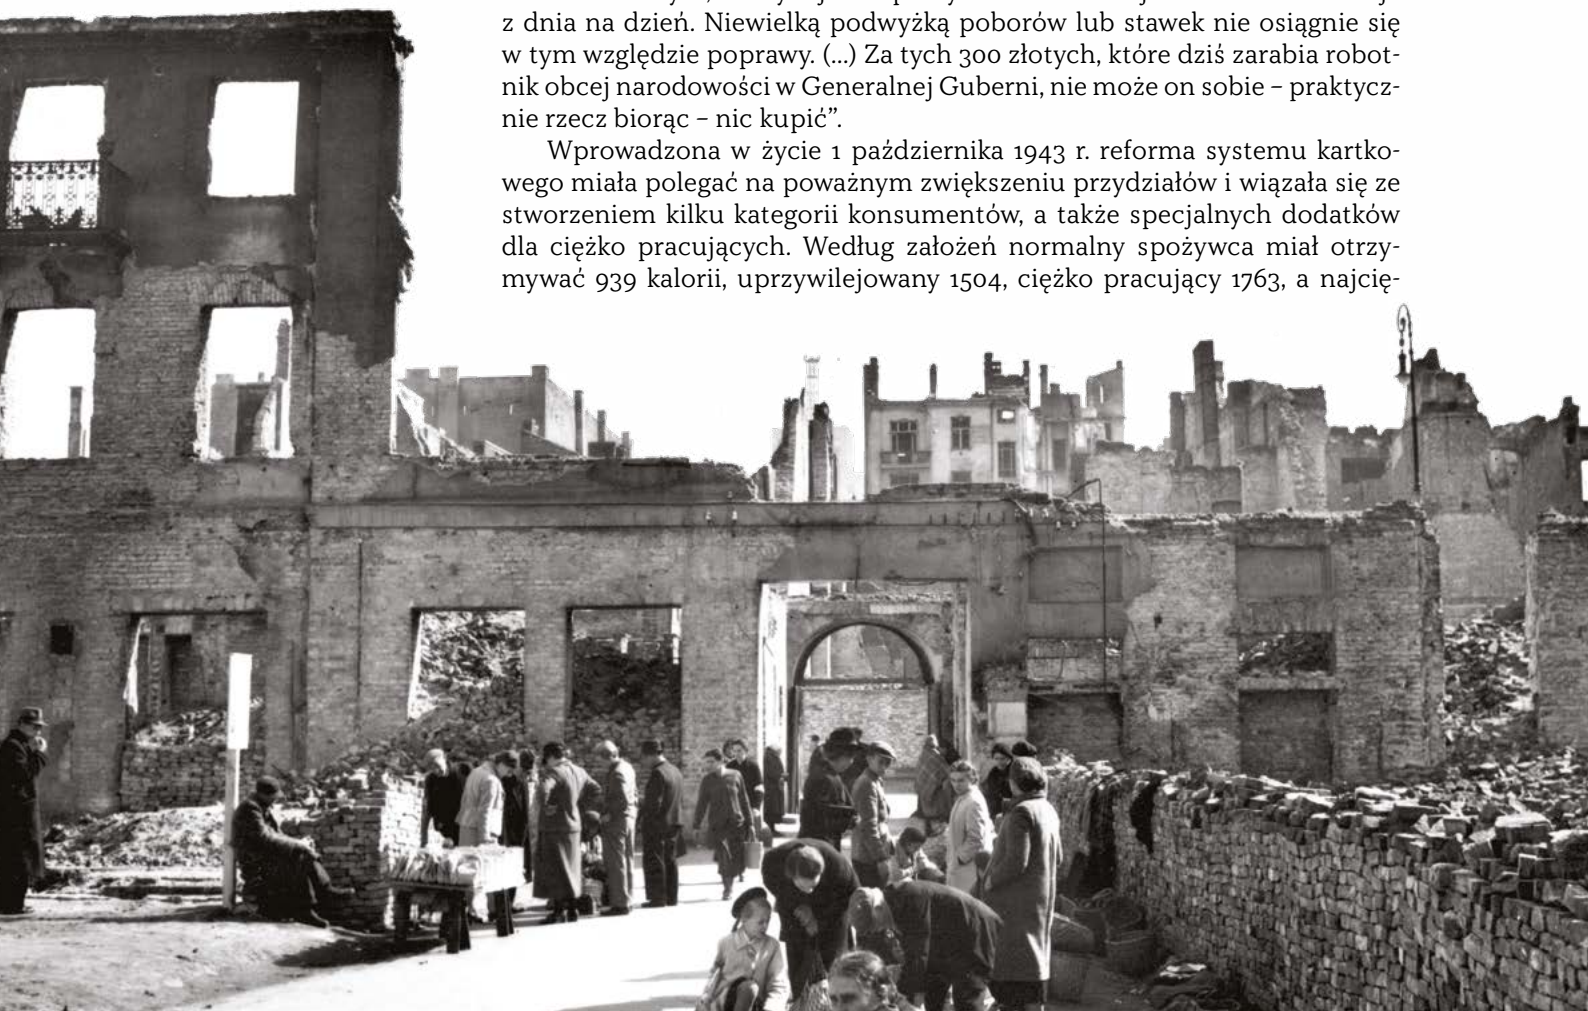 z dnia na dzień. Niewielką podwyżką poborów lub stawek nie osiągnie się
w tym względzie poprawy. (...) Za tych 300 złotych, które dziś zarabia robot-
nik obcej narodowości w Generalnej Guberni, nie może on sobie – praktycz-
nie rzecz biorąc – nic kupić”.
Wprowadzona w życie 1 października 1943 r. reforma systemu kartko-
wego miała polegać na poważnym zwiększeniu przydziałów i wiązała się ze
stworzeniem kilku kategorii konsumentów, a także specjalnych dodatków
dla ciężko pracujących. Według założeń normalny spożywca miał otrzy-
mywać 939 kalorii, uprzywilejowany 1504, ciężko pracujący 1763, a najcię-